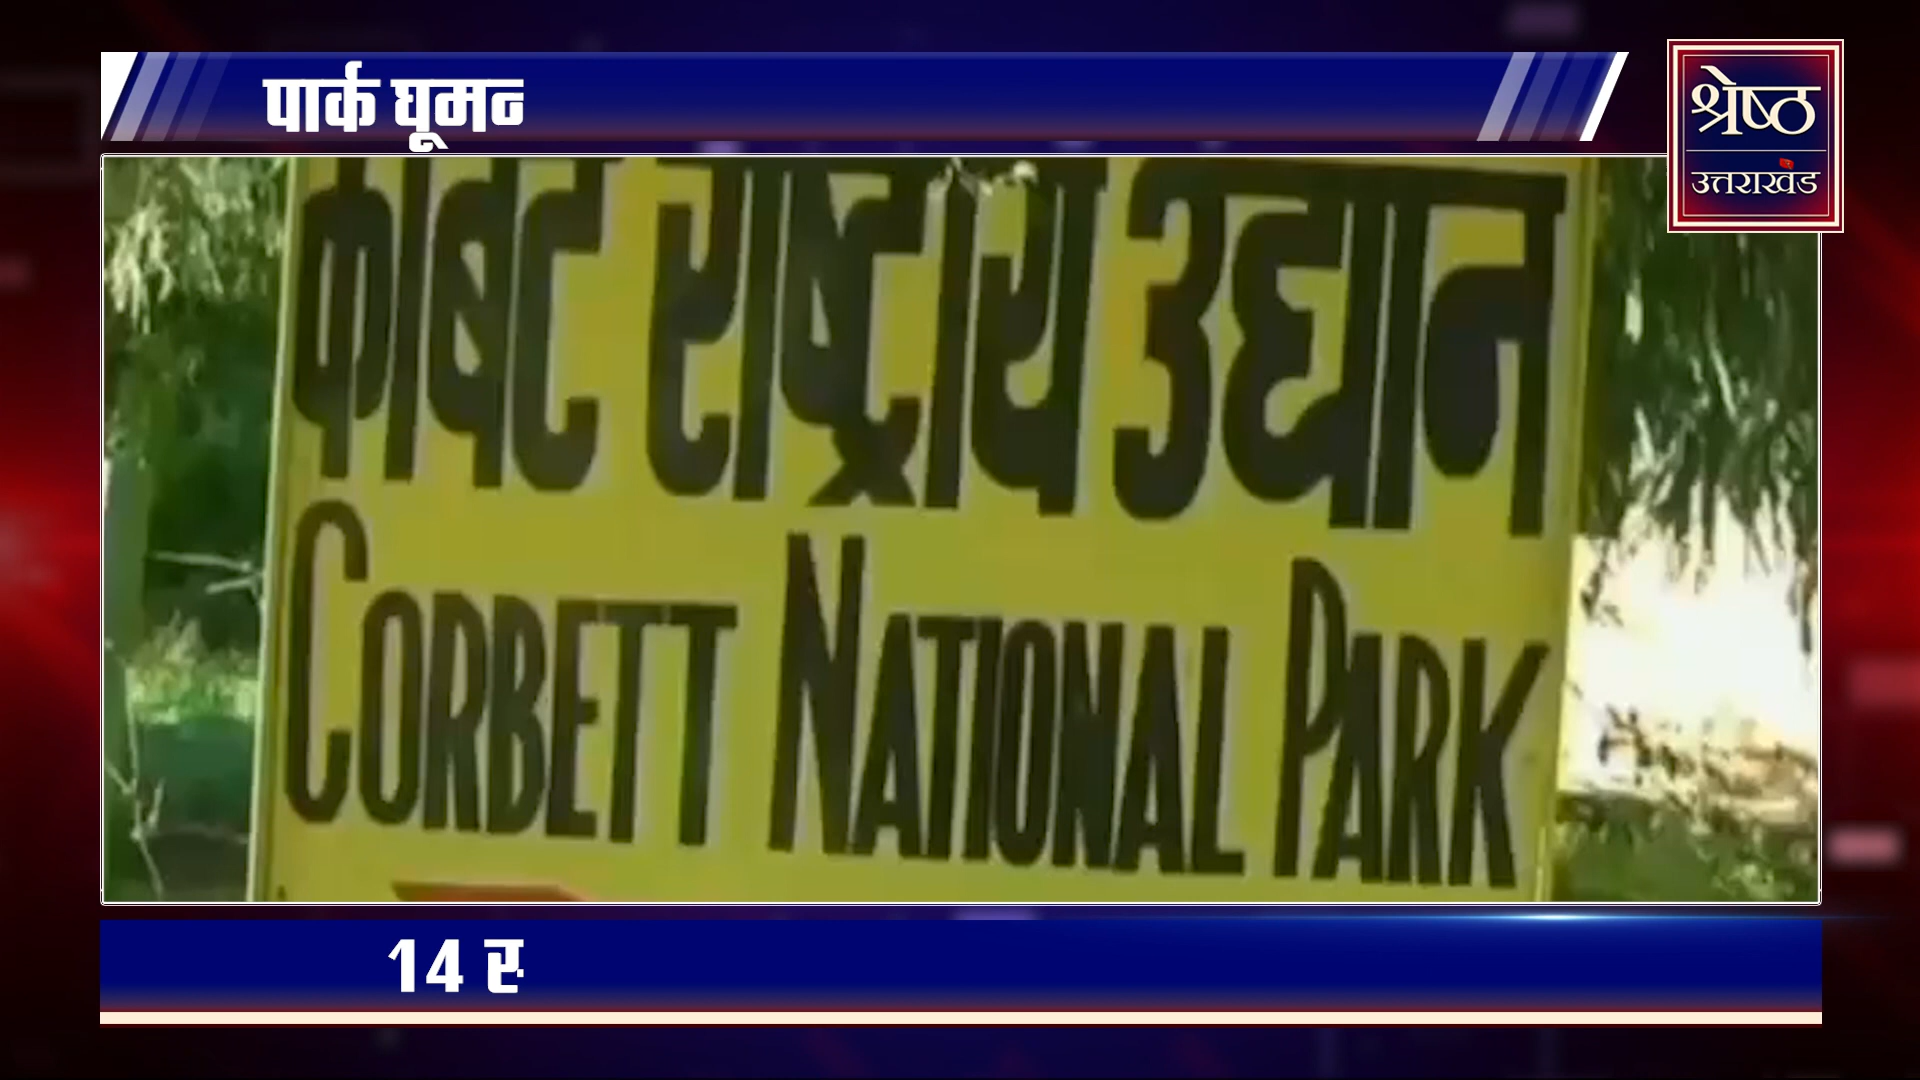 पार्क घूमन
श्रेष्ठ
उत्तराखंड
कॉर्बेट राष्ट्रीय उद्यान
CORBETT NATIONAL PARK
14 स